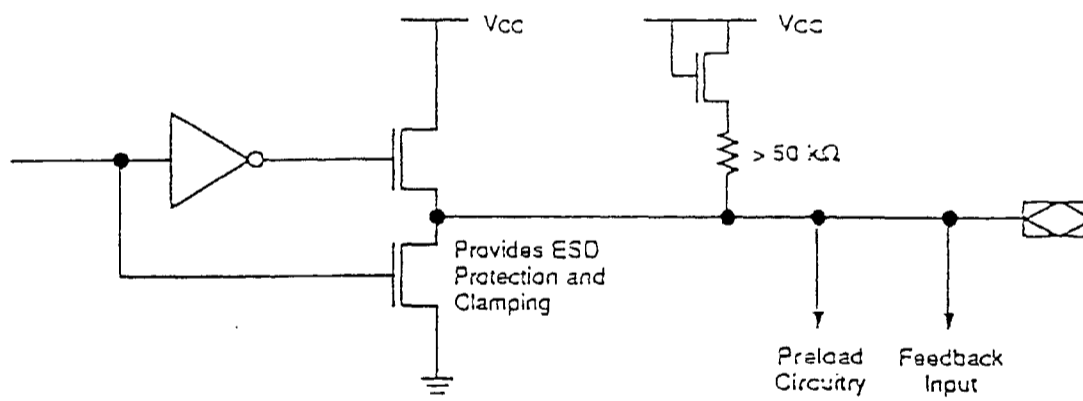 Vcc
Vcc
> 50 kΩ
Provides ESD
Protection and
Clamping
Preload
Circuitry
Feedback
Input